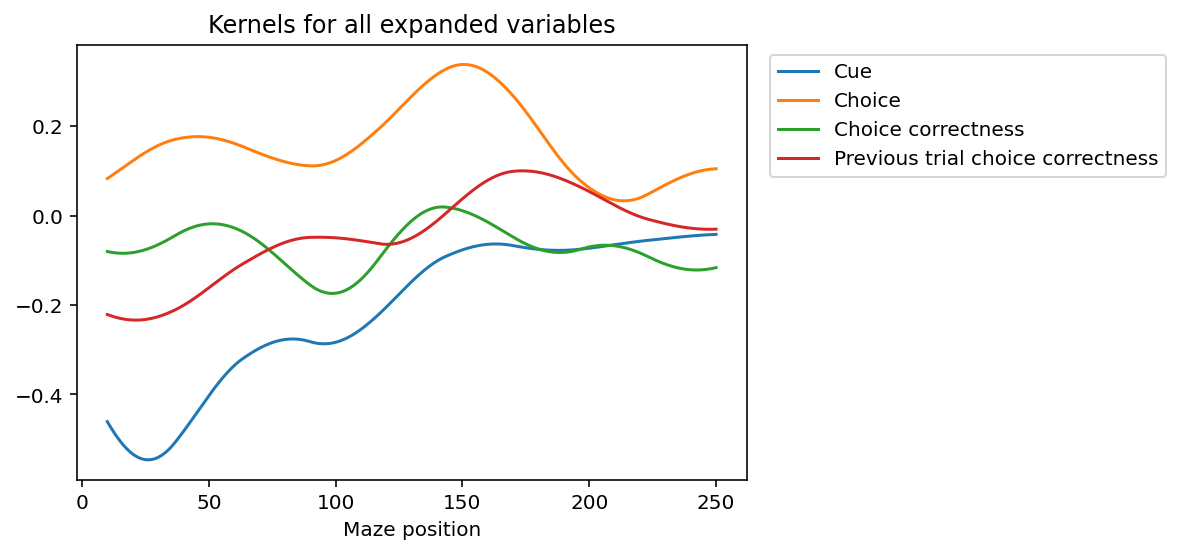 Kernels for all expanded variables
Cue
Choice
Choice correctness
Previous trial choice correctness
0.2
0.0
−0.2
−0.4
0 50 100 150 200 250
Maze position